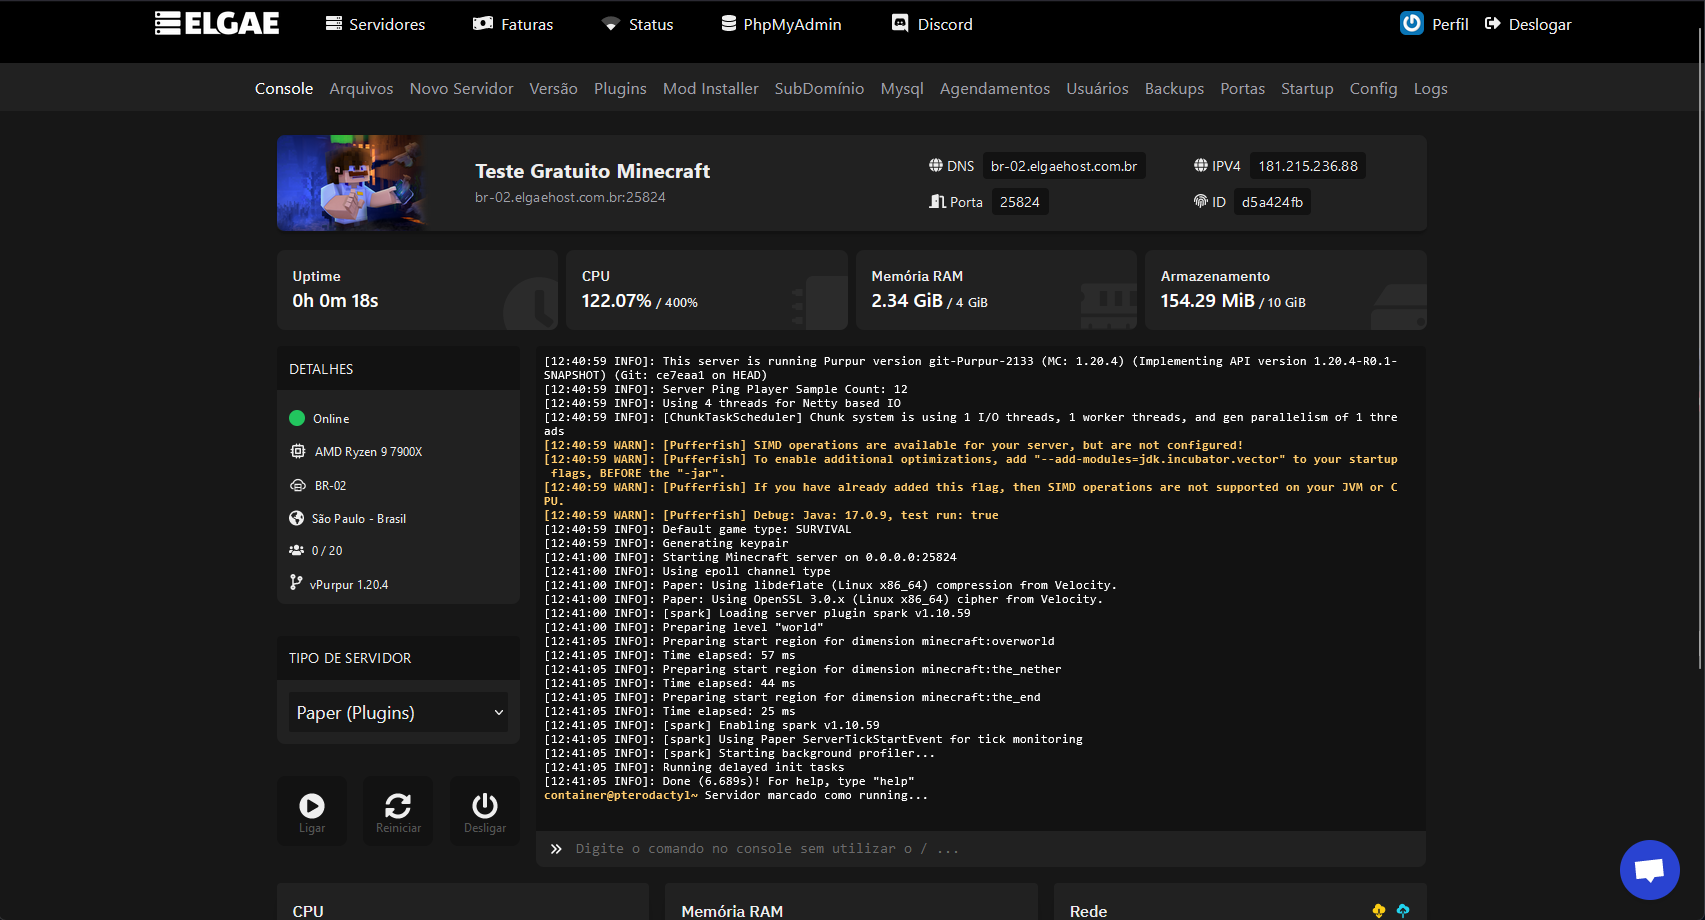 ELGAE Servidores Faturas Status PhpMyAdmin Discord Perfil Deslogar
Console Arquivos Novo Servidor Versão Plugins Mod Installer SubDomínio Mysql Agendamentos Usuários Backups Portas Startup Config Logs
Teste Gratuito Minecraft
br-02.elgaehost.com.br:25824
DNS br-02.elgaehost.com.br IPV4 181.215.236.88
Porta 25824 ID d5a424fb
Uptime
0h 0m 18s
CPU
122.07% / 400%
Memória RAM
2.34 GiB / 4 GiB
Armazenamento
154.29 MiB / 10 GiB
DETALHES
Online
AMD Ryzen 9 7900X
BR-02
São Paulo - Brasil
0 / 20
vPurpur 1.20.4
TIPO DE SERVIDOR
Paper (Plugins)
Ligar Reiniciar Desligar
[12:40:59 INFO]: This server is running Purpur version git-Purpur-2133 (MC: 1.20.4) (Implementing API version 1.20.4-R0.1-
SNAPSHOT) (Git: ce7eaa1 on HEAD)
[12:40:59 INFO]: Server Ping Player Sample Count: 12
[12:40:59 INFO]: Using 4 threads for Netty based IO
[12:40:59 INFO]: [ChunkTaskScheduler] Chunk system is using 1 I/O threads, 1 worker threads, and gen parallelism of 1 thre
ads
[12:40:59 WARN]: [Pufferfish] SIMD operations are available for your server, but are not configured!
[12:40:59 WARN]: [Pufferfish] To enable additional optimizations, add "--add-modules=jdk.incubator.vector" to your startup
flags, BEFORE the "-jar".
[12:40:59 WARN]: [Pufferfish] If you have already added this flag, then SIMD operations are not supported on your JVM or C
PU.
[12:40:59 WARN]: [Pufferfish] Debug: Java: 17.0.9, test run: true
[12:40:59 INFO]: Default game type: SURVIVAL
[12:40:59 INFO]: Generating keypair
[12:41:00 INFO]: Starting Minecraft server on 0.0.0.0:25824
[12:41:00 INFO]: Using epoll channel type
[12:41:00 INFO]: Paper: Using libdeflate (Linux x86_64) compression from Velocity.
[12:41:00 INFO]: Paper: Using OpenSSL 3.0.x (Linux x86_64) cipher from Velocity.
[12:41:00 INFO]: [spark] Loading server plugin spark v1.10.59
[12:41:00 INFO]: Preparing level "world"
[12:41:05 INFO]: Preparing start region for dimension minecraft:overworld
[12:41:05 INFO]: Time elapsed: 57 ms
[12:41:05 INFO]: Preparing start region for dimension minecraft:the_nether
[12:41:05 INFO]: Time elapsed: 44 ms
[12:41:05 INFO]: Preparing start region for dimension minecraft:the_end
[12:41:05 INFO]: Time elapsed: 25 ms
[12:41:05 INFO]: [spark] Enabling spark v1.10.59
[12:41:05 INFO]: [spark] Using Paper ServerTickStartEvent for tick monitoring
[12:41:05 INFO]: [spark] Starting background profiler...
[12:41:05 INFO]: Running delayed init tasks
[12:41:05 INFO]: Done (6.689s)! For help, type "help"
container@pterodactyl~ Servidor marcado como running...
Digite o comando no console sem utilizar o / ...
CPU Memória RAM Rede